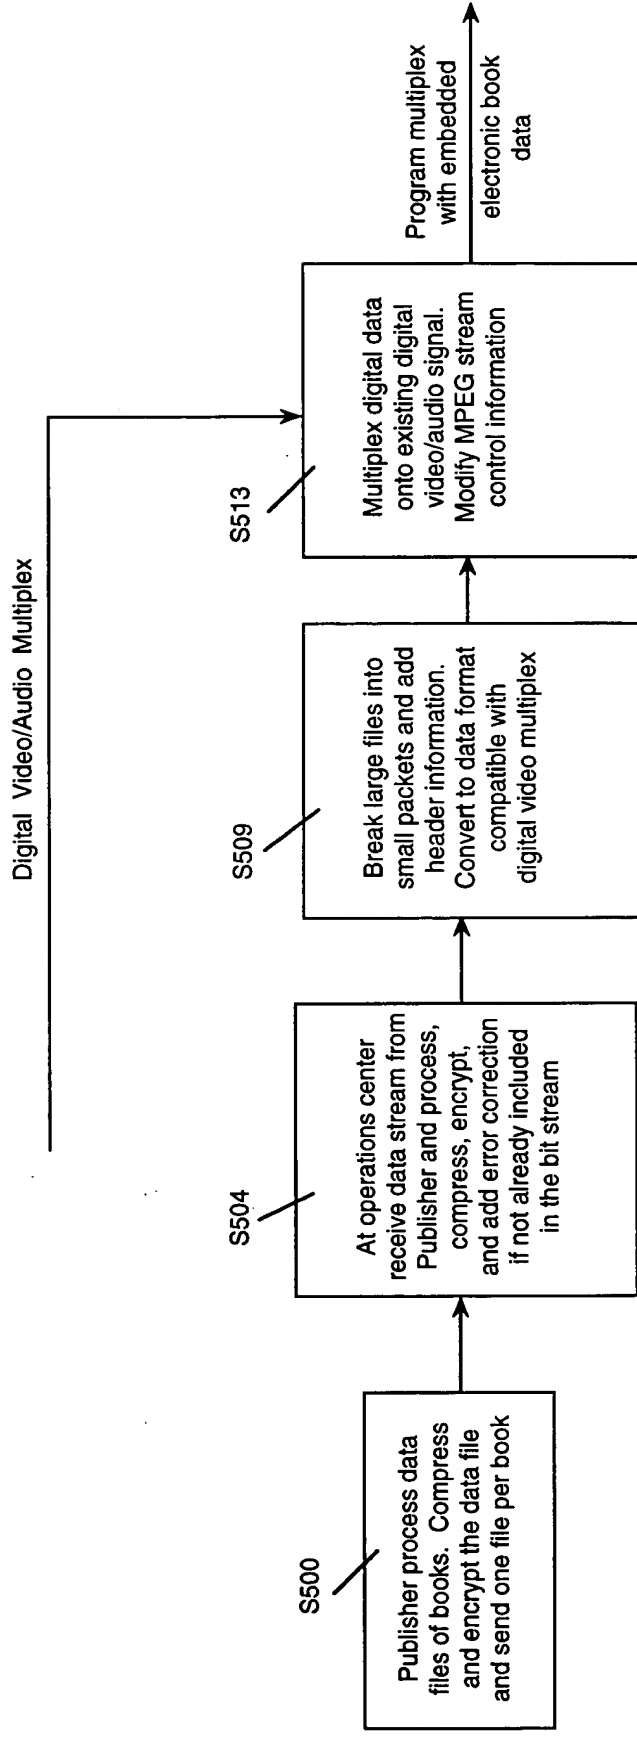 Digital Video/Audio Multiplex
S500
Publisher process data
files of books. Compress
and encrypt the data file
and send one file per book
S504
At operations center
receive data stream from
Publisher and process,
compress, encrypt,
and add error correction
if not already included
in the bit stream
S509
Break large files into
small packets and add
header information.
Convert to data format
compatible with
digital video multiplex
S513
Multiplex digital data
onto existing digital
video/audio signal.
Modify MPEG stream
control information
Program multiplex
with embedded
electronic book
data